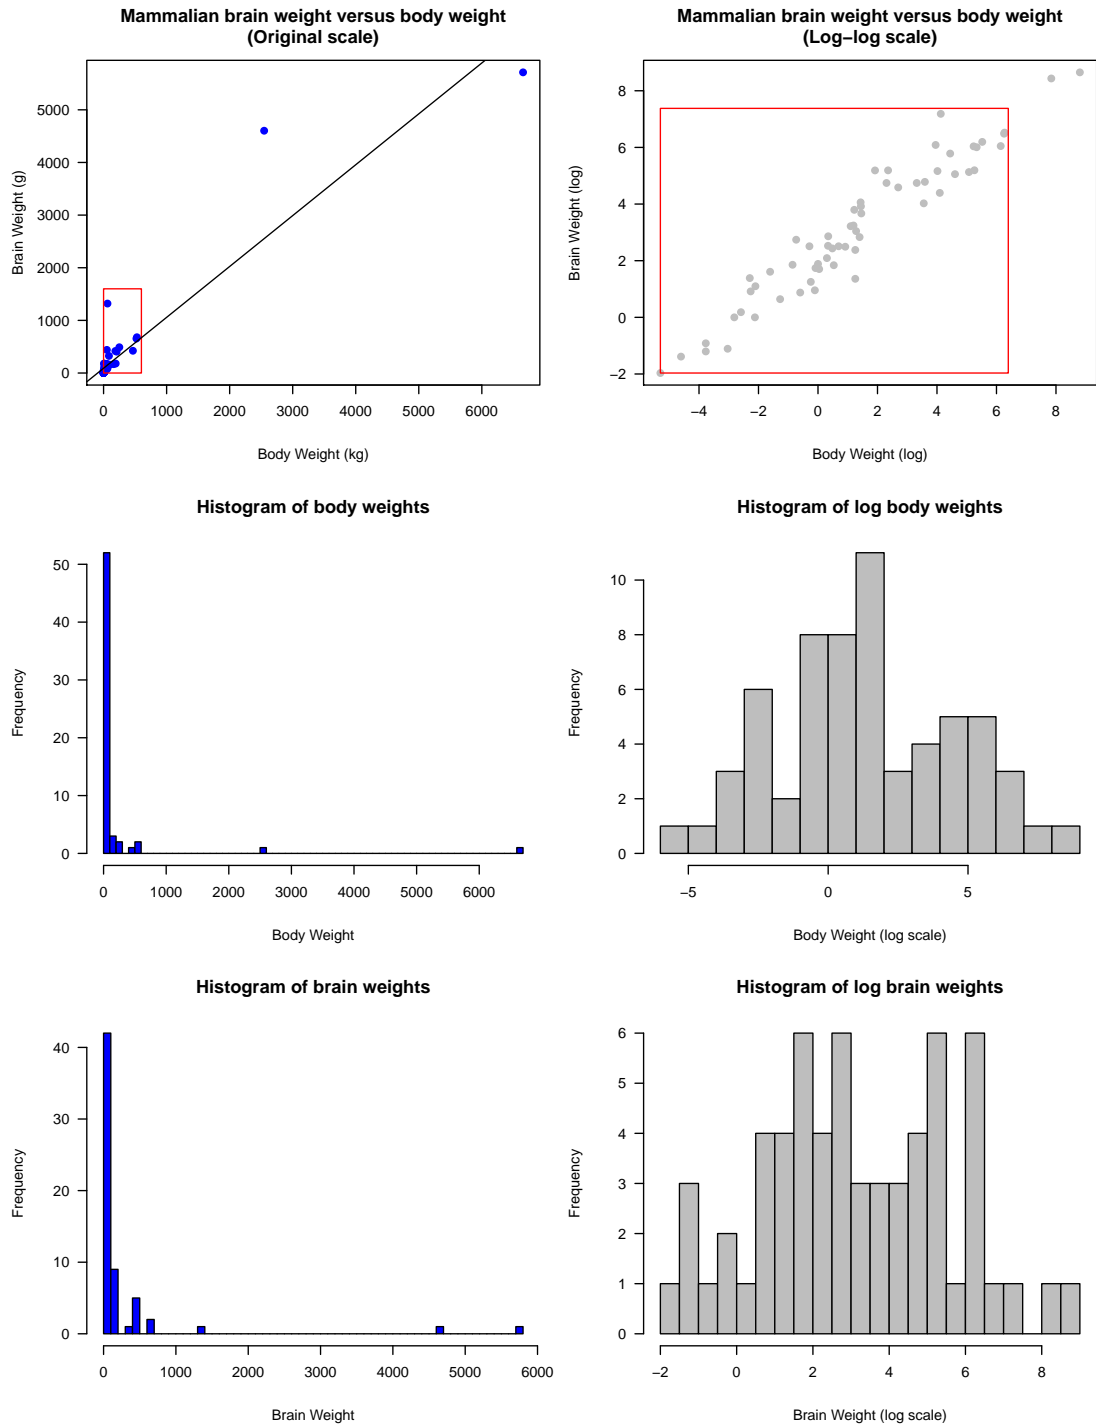 Mammalian brain weight versus body weight
(Original scale)
Brain Weight (g)
5000
4000
3000
2000
1000
0
0 1000 2000 3000 4000 5000 6000
Body Weight (kg)
Mammalian brain weight versus body weight
(Log−log scale)
Brain Weight (log)
8
6
4
2
0
−2
−4 −2 0 2 4 6 8
Body Weight (log)
Histogram of body weights
Frequency
50
40
30
20
10
0
0 1000 2000 3000 4000 5000 6000
Body Weight
Histogram of log body weights
Frequency
10
8
6
4
2
0
−5 0 5
Body Weight (log scale)
Histogram of brain weights
Frequency
40
30
20
10
0
0 1000 2000 3000 4000 5000 6000
Brain Weight
Histogram of log brain weights
Frequency
6
5
4
3
2
1
0
−2 0 2 4 6 8
Brain Weight (log scale)